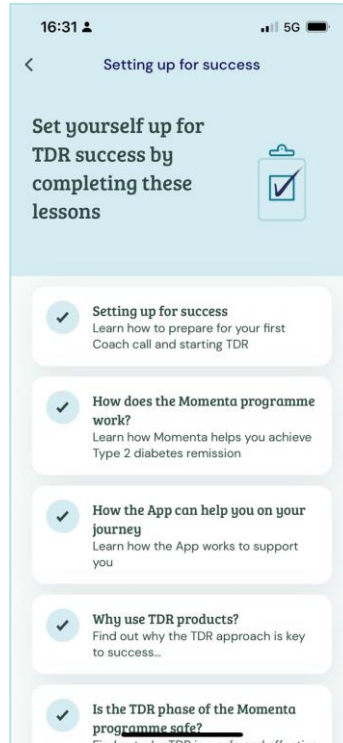 16:31 5G
Setting up for success
Set yourself up for
TDR success by
completing these
lessons
Setting up for success
Learn how to prepare for your first
Coach call and starting TDR
How does the Momenta programme
work?
Learn how Momenta helps you achieve
Type 2 diabetes remission
How the App can help you on your
journey
Learn how the App works to support
you
Why use TDR products?
Find out why the TDR approach is key
to success...
Is the TDR phase of the Momenta
programme safe?